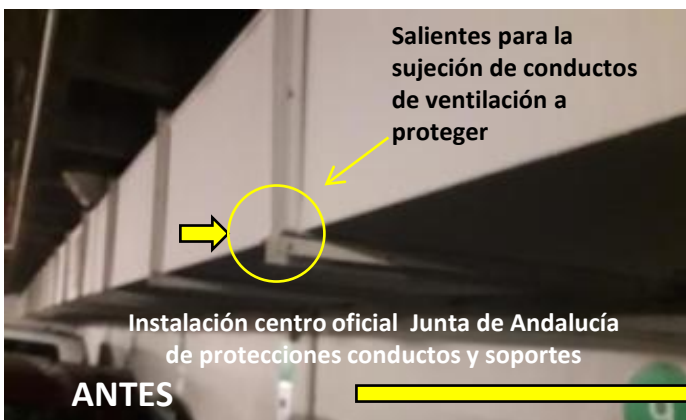 Salientes para la
sujeción de conductos
de ventilación a
proteger
Instalación centro oficial Junta de Andalucía
de protecciones conductos y soportes
ANTES